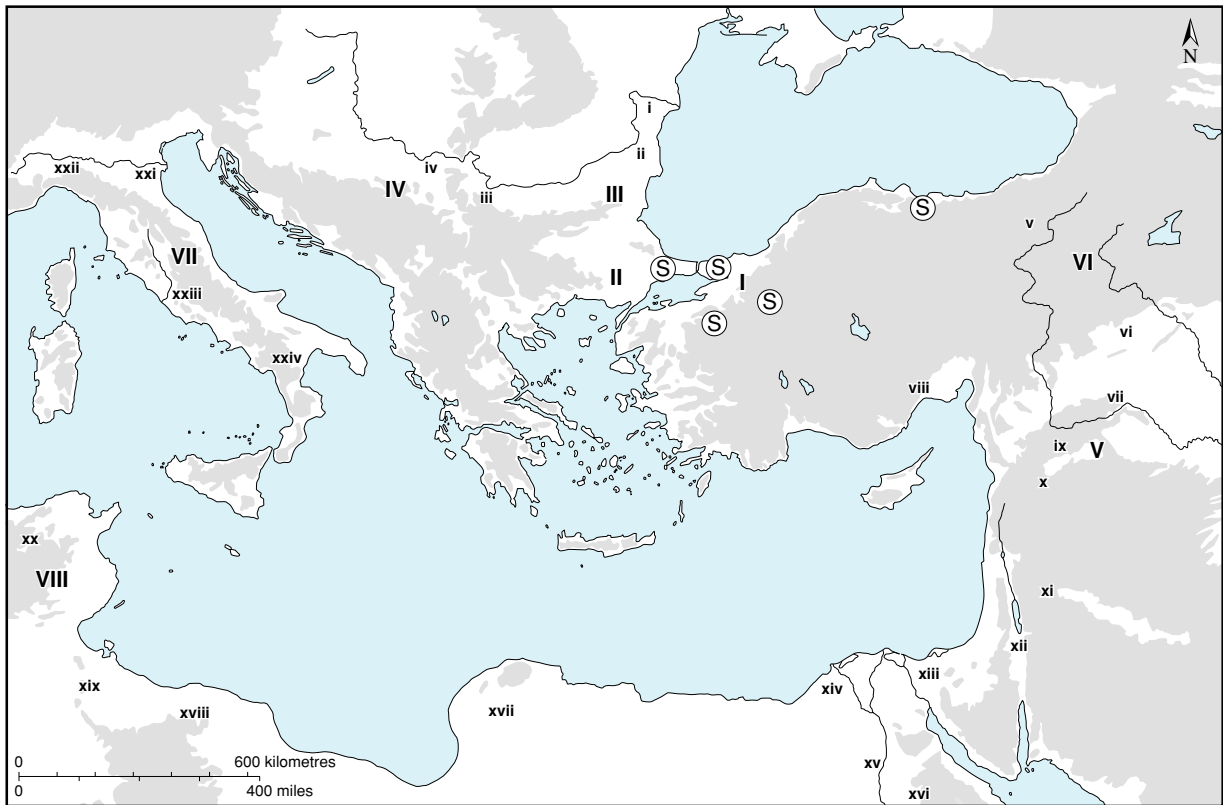 N
i
xxii
xxi
iv
ii
IV
iii
III
S
v
VII
VI
S
S
II
I
xxiii
S
S
vi
xxiv
viii
vii
ix
V
x
xx
VIII
xi
xii
xiii
xix
xiv
xviii
xvii
xv
xvi
0 600 kilometres
0 400 miles